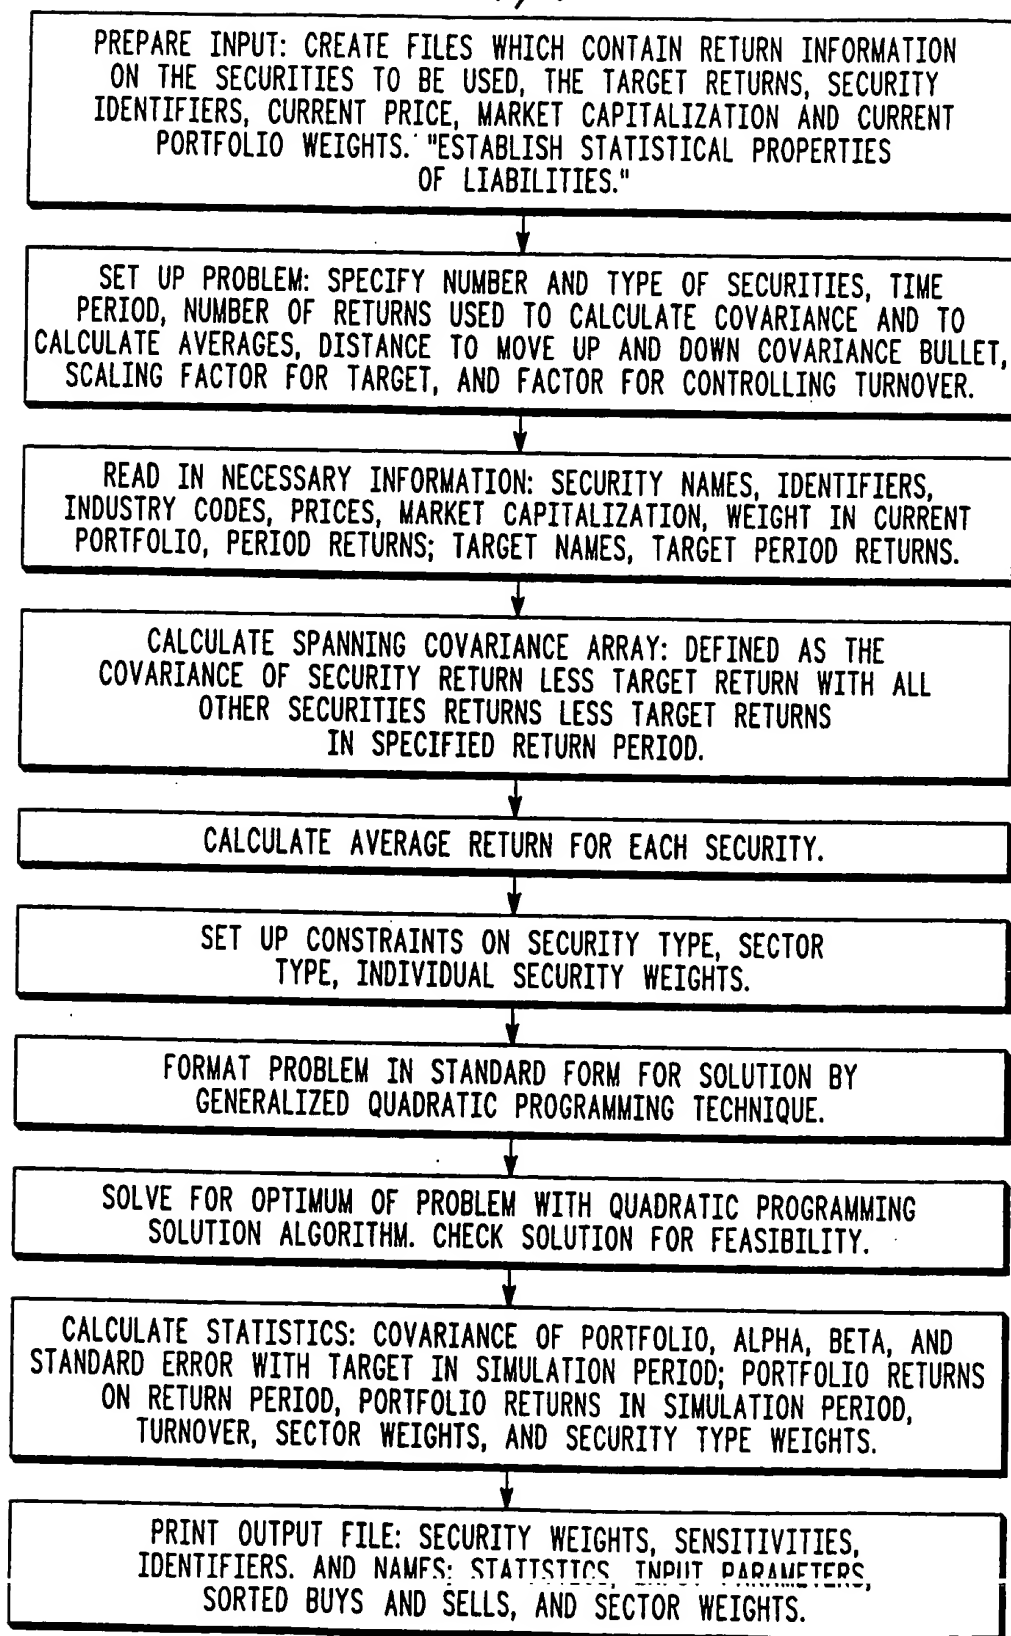 PREPARE INPUT: CREATE FILES WHICH CONTAIN RETURN INFORMATION
ON THE SECURITIES TO BE USED, THE TARGET RETURNS, SECURITY
IDENTIFIERS, CURRENT PRICE, MARKET CAPITALIZATION AND CURRENT
PORTFOLIO WEIGHTS. "ESTABLISH STATISTICAL PROPERTIES
OF LIABILITIES."
SET UP PROBLEM: SPECIFY NUMBER AND TYPE OF SECURITIES, TIME
PERIOD, NUMBER OF RETURNS USED TO CALCULATE COVARIANCE AND TO
CALCULATE AVERAGES, DISTANCE TO MOVE UP AND DOWN COVARIANCE BULLET,
SCALING FACTOR FOR TARGET, AND FACTOR FOR CONTROLLING TURNOVER.
READ IN NECESSARY INFORMATION: SECURITY NAMES, IDENTIFIERS,
INDUSTRY CODES, PRICES, MARKET CAPITALIZATION, WEIGHT IN CURRENT
PORTFOLIO, PERIOD RETURNS; TARGET NAMES, TARGET PERIOD RETURNS.
CALCULATE SPANNING COVARIANCE ARRAY: DEFINED AS THE
COVARIANCE OF SECURITY RETURN LESS TARGET RETURN WITH ALL
OTHER SECURITIES RETURNS LESS TARGET RETURNS
IN SPECIFIED RETURN PERIOD.
CALCULATE AVERAGE RETURN FOR EACH SECURITY.
SET UP CONSTRAINTS ON SECURITY TYPE, SECTOR
TYPE, INDIVIDUAL SECURITY WEIGHTS.
FORMAT PROBLEM IN STANDARD FORM FOR SOLUTION BY
GENERALIZED QUADRATIC PROGRAMMING TECHNIQUE.
SOLVE FOR OPTIMUM OF PROBLEM WITH QUADRATIC PROGRAMMING
SOLUTION ALGORITHM. CHECK SOLUTION FOR FEASIBILITY.
CALCULATE STATISTICS: COVARIANCE OF PORTFOLIO, ALPHA, BETA, AND
STANDARD ERROR WITH TARGET IN SIMULATION PERIOD; PORTFOLIO RETURNS
ON RETURN PERIOD, PORTFOLIO RETURNS IN SIMULATION PERIOD,
TURNOVER, SECTOR WEIGHTS, AND SECURITY TYPE WEIGHTS.
PRINT OUTPUT FILE: SECURITY WEIGHTS, SENSITIVITIES,
IDENTIFIERS. AND NAMES; STATISTICS, INPUT PARAMETERS,
SORTED BUYS AND SELLS, AND SECTOR WEIGHTS.